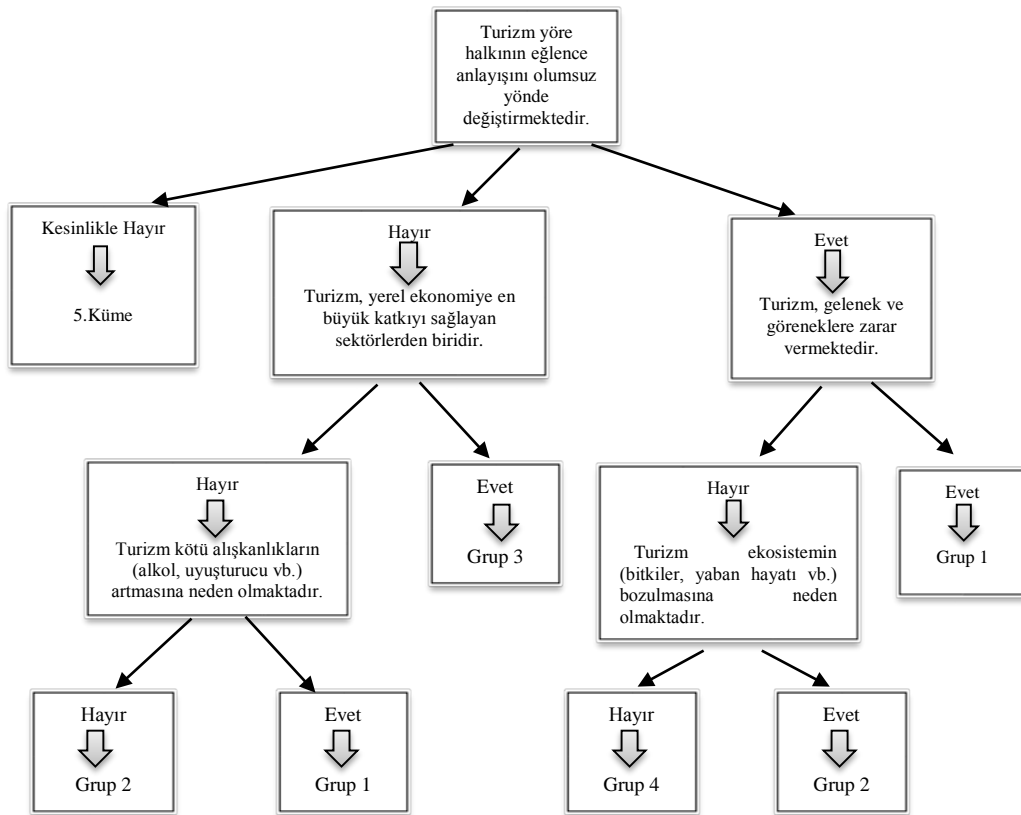 Turizm yöre
halkının eğlence
anlayışını olumsuz
yönde
değiştirmektedir.
Kesinlikle Hayır
5.Küme
Hayır
Turizm, yerel ekonomiye en
büyük katkıyı sağlayan
sektörlerden biridir.
Evet
Turizm, gelenek ve
göreneklere zarar
vermektedir.
Hayır
Turizm kötü alışkanlıkların
(alkol, uyuşturucu vb.)
artmasına neden olmaktadır.
Evet
Grup 3
Hayır
Turizm ekosistemin
(bitkiler, yaban hayatı vb.)
bozulmasına neden
olmaktadır.
Evet
Grup 1
Hayır
Grup 2
Evet
Grup 1
Hayır
Grup 4
Evet
Grup 2